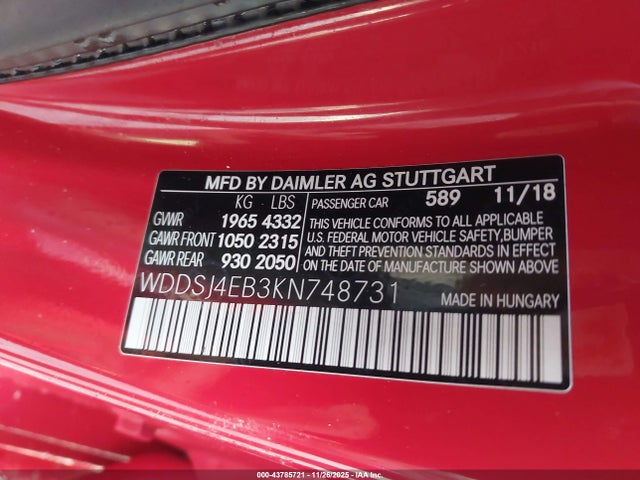 MFD BY DAIMLER AG STUTTGART
KG - LBS
GVWR 1965 4332
GAWR FRONT 1050 2315
GAWR REAR 930 2050
PASSENGER CAR 589 11/18
THIS VEHICLE CONFORMS TO ALL APPLICABLE
U.S. FEDERAL MOTOR VEHICLE SAFETY, BUMPER
AND THEFT PREVENTION STANDARDS IN EFFECT
ON THE DATE OF MANUFACTURE SHOWN ABOVE.
WDDSJ4EB3KN748731
MADE IN HUNGARY
000-43785721 - 11/26/2025 - IAAI